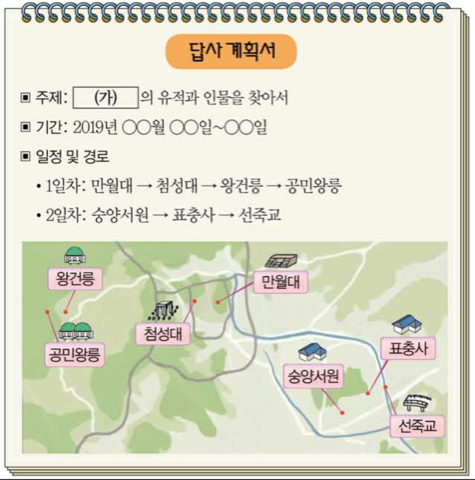 답사 계획서
▣ 주제: (가) 의 유적과 인물을 찾아서
▣ 기간: 2019년 ○○월 ○○일~○○일
▣ 일정 및 경로
• 1일차: 만월대 → 첨성대 → 왕건릉 → 공민왕릉
• 2일차: 숭양서원 → 표충사 → 선죽교
왕건릉
만월대
첨성대
공민왕릉
표충사
숭양서원
선죽교